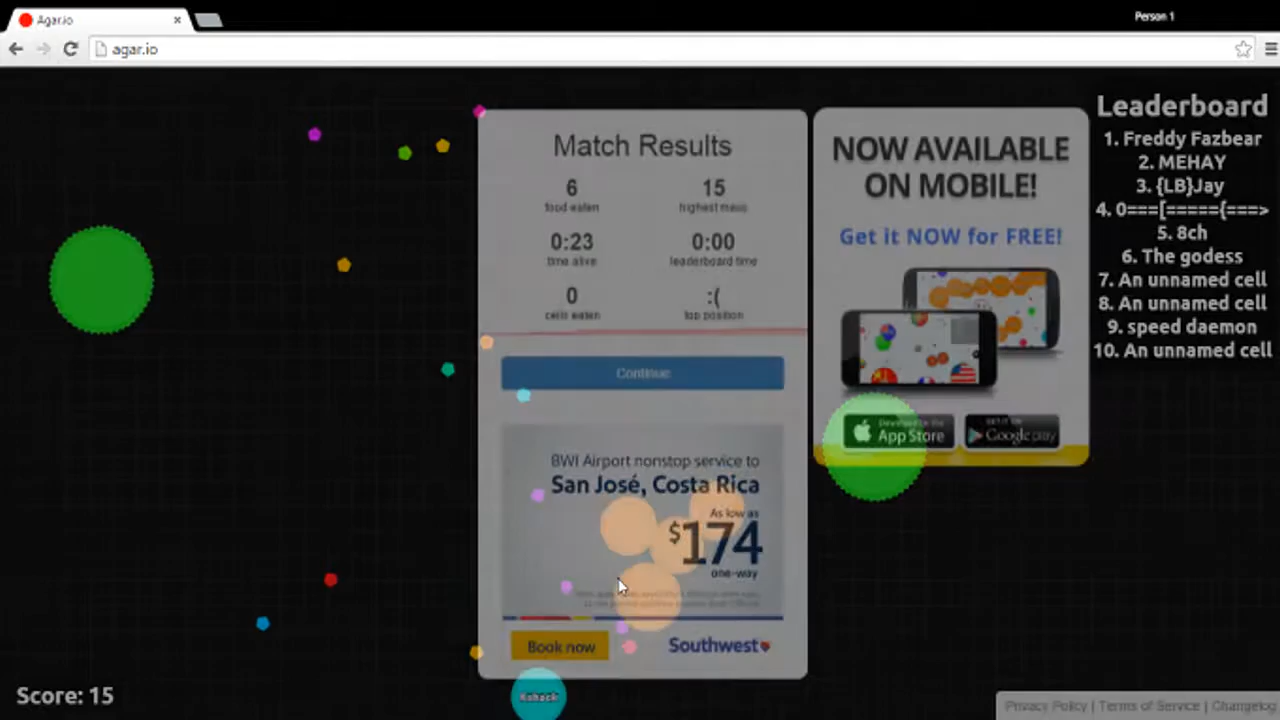 Agar.io
Person 1
agar.io
Leaderboard
1. Freddy Fazbear
2. MEHAY
3. {LB}Jay
4. 0===[====={===>
5. 8ch
6. The godess
7. An unnamed cell
8. An unnamed cell
9. speed daemon
10. An unnamed cell
Match Results
6 15
food eaten highest mass
0:23 0:00
time alive leaderboard time
0 :(
cells eaten top position
Continue
NOW AVAILABLE
ON MOBILE!
Get it NOW for FREE!
App Store
Google play
BWI Airport nonstop service to
San José, Costa Rica
As low as
$174
one-way
Book now
Southwest
Score: 15
Privacy Policy | Terms of Service | Changelog